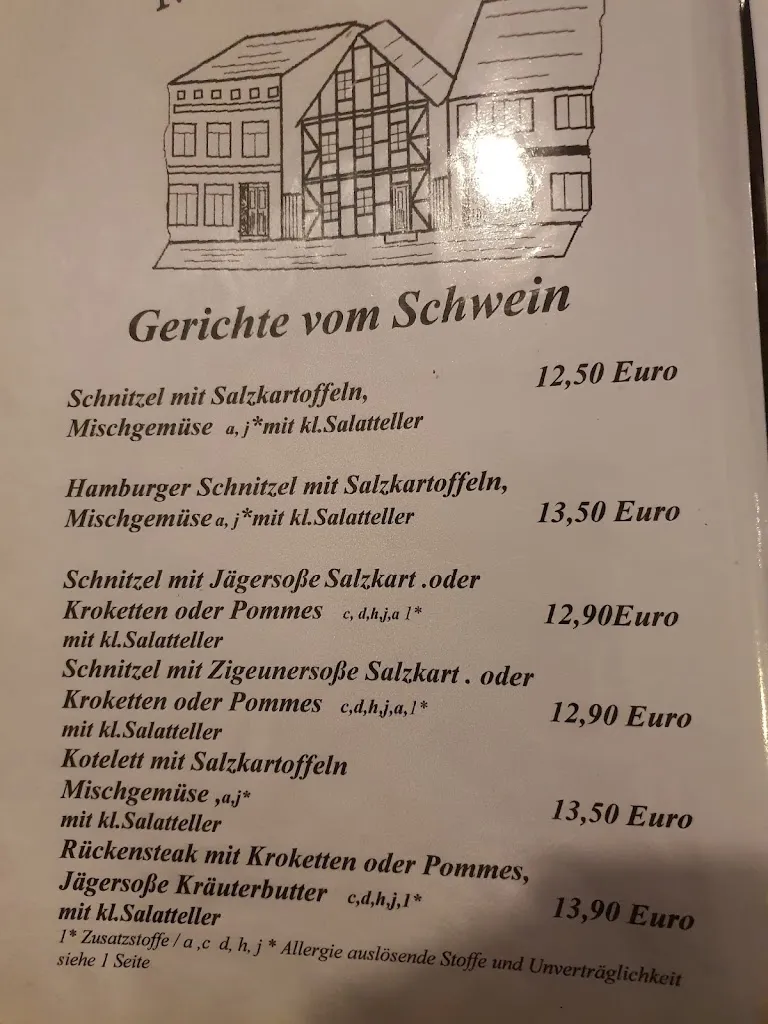 Gerichte vom Schwein
Schnitzel mit Salzkartoffeln,
12,50 Euro
Mischgemüse a, j*mit kl.Salatteller
Hamburger Schnitzel mit Salzkartoffeln,
Mischgemüse a, j*mit kl.Salatteller
13,50 Euro
Schnitzel mit Jägersoße Salzkart .oder
Kroketten oder Pommes c, d,h,j,a 1*
12,90Euro
mit kl.Salatteller
Schnitzel mit Zigeunersoße Salzkart . oder
Kroketten oder Pommes c,d,h,j,a,1*
12,90 Euro
mit kl.Salatteller
Kotelett mit Salzkartoffeln
Mischgemüse ,a,j*
13,50 Euro
mit kl.Salatteller
Rückensteak mit Kroketten oder Pommes,
Jägersoße Kräuterbutter c,d,h,j,1*
13,90 Euro
mit kl.Salatteller
1* Zusatzstoffe / a ,c d, h, j * Allergie auslösende Stoffe und Unverträglichkeit
siehe 1 Seite